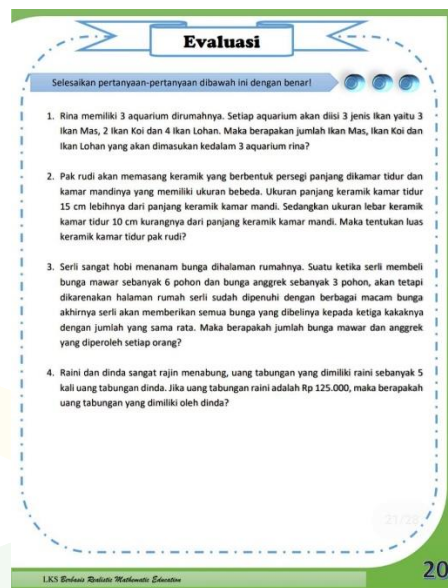 Evaluasi
Selesaikan pertanyaan-pertanyaan dibawah ini dengan benar!
1. Rina memiliki 3 aquarium dirumahnya. Setiap aquarium akan diisi 3 jenis Ikan yaitu 3
Ikan Mas, 2 Ikan Koi dan 4 Ikan Lohan. Maka berapakan jumlah Ikan Mas, Ikan Koi dan
Ikan Lohan yang akan dimasukan kedalam 3 aquarium rina?
2. Pak rudi akan memasang keramik yang berbentuk persegi panjang dikamar tidur dan
kamar mandinya yang memiliki ukuran bebeda. Ukuran panjang keramik kamar tidur
15 cm lebihnya dari panjang keramik kamar mandi. Sedangkan ukuran lebar keramik
kamar tidur 10 cm kurangnya dari panjang keramik kamar mandi. Maka tentukan luas
keramik kamar tidur pak rudi?
3. Serli sangat hobi menanam bunga dihalaman rumahnya. Suatu ketika serli membeli
bunga mawar sebanyak 6 pohon dan bunga anggrek sebanyak 3 pohon, akan tetapi
dikarenakan halaman rumah serli sudah dipenuhi dengan berbagai macam bunga
akhirnya serli akan memberikan semua bunga yang dibelinya kepada ketiga kakaknya
dengan jumlah yang sama rata. Maka berapakah jumlah bunga mawar dan anggrek
yang diperoleh setiap orang?
4. Raini dan dinda sangat rajin menabung, uang tabungan yang dimiliki raini sebanyak 5
kali uang tabungan dinda. Jika uang tabungan raini adalah Rp 125.000, maka berapakah
uang tabungan yang dimiliki oleh dinda?
21/28
LKS Berbasis Realistic Mathematic Education
20